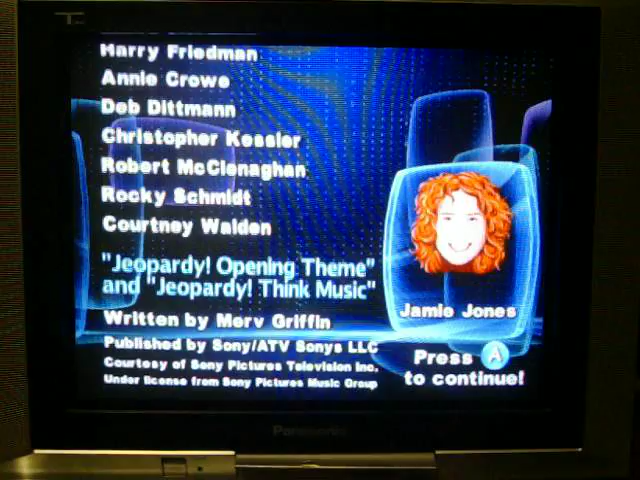 Harry Friedman
Annie Crowe
Deb Dittmann
Christopher Kessler
Robert McClenaghan
Rocky Schmidt
Courtney Walden
"Jeopardy! Opening Theme"
and "Jeopardy! Think Music"
Written by Merv Griffin
Published by Sony/ATV Sonys LLC
Courtesy of Sony Pictures Television Inc.
Under license from Sony Pictures Music Group
Jamie Jones
Press A
to continue!
Panasonic